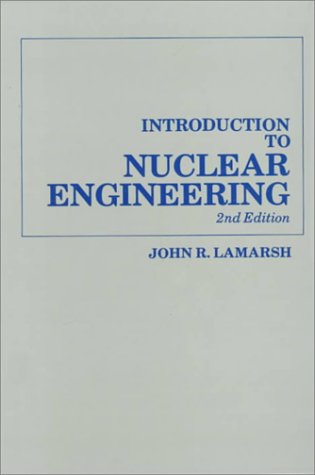 INTRODUCTION
TO
NUCLEAR
ENGINEERING
2nd Edition
JOHN R. LAMARSH